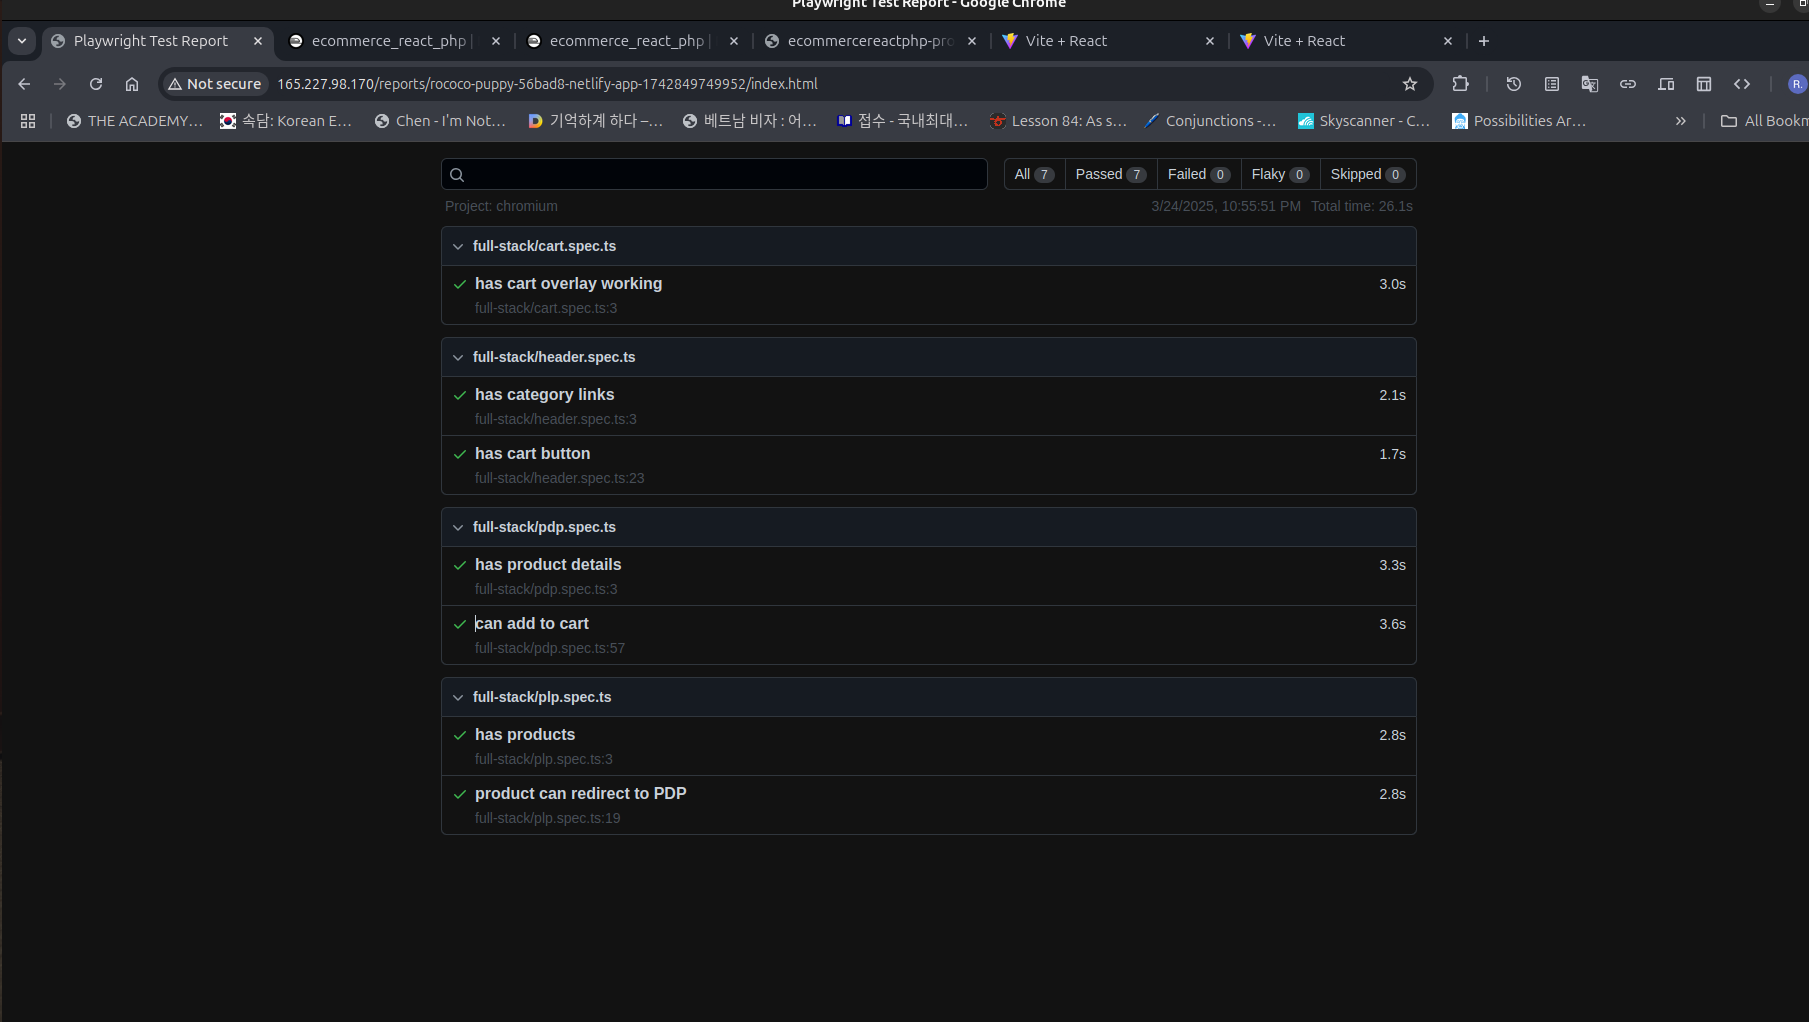 Playwright Test Report - Google Chrome
Playwright Test Report
ecommerce_react_php |
ecommerce_react_php |
ecommercereactphp-pro
Vite + React
Vite + React
Not secure 165.227.98.170/reports/rococo-puppy-56bad8-netlify-app-1742849749952/index.html
R.
THE ACADEMY...
속담: Korean E...
Chen - I'm Not...
기억하계 하다 –...
베트남 비자 : 어...
접수 - 국내최대...
Lesson 84: As s...
Conjunctions -...
Skyscanner - C...
Possibilities Ar...
» All Bookm
All 7 Passed 7 Failed 0 Flaky 0 Skipped 0
Project: chromium 3/24/2025, 10:55:51 PM Total time: 26.1s
full-stack/cart.spec.ts
has cart overlay working 3.0s
full-stack/cart.spec.ts:3
full-stack/header.spec.ts
has category links 2.1s
full-stack/header.spec.ts:3
has cart button 1.7s
full-stack/header.spec.ts:23
full-stack/pdp.spec.ts
has product details 3.3s
full-stack/pdp.spec.ts:3
can add to cart 3.6s
full-stack/pdp.spec.ts:57
full-stack/plp.spec.ts
has products 2.8s
full-stack/plp.spec.ts:3
product can redirect to PDP 2.8s
full-stack/plp.spec.ts:19